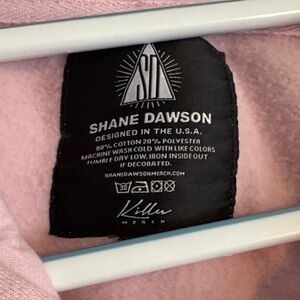 SD
SHANE DAWSON
DESIGNED IN THE U.S.A.
80% COTTON 20% POLYESTER
MACHINE WASH COLD WITH LIKE COLORS
TUMBLE DRY LOW. IRON INSIDE OUT
IF DECORATED.
SHANEDAWSONMERCH.COM
30
Killer
MERCH